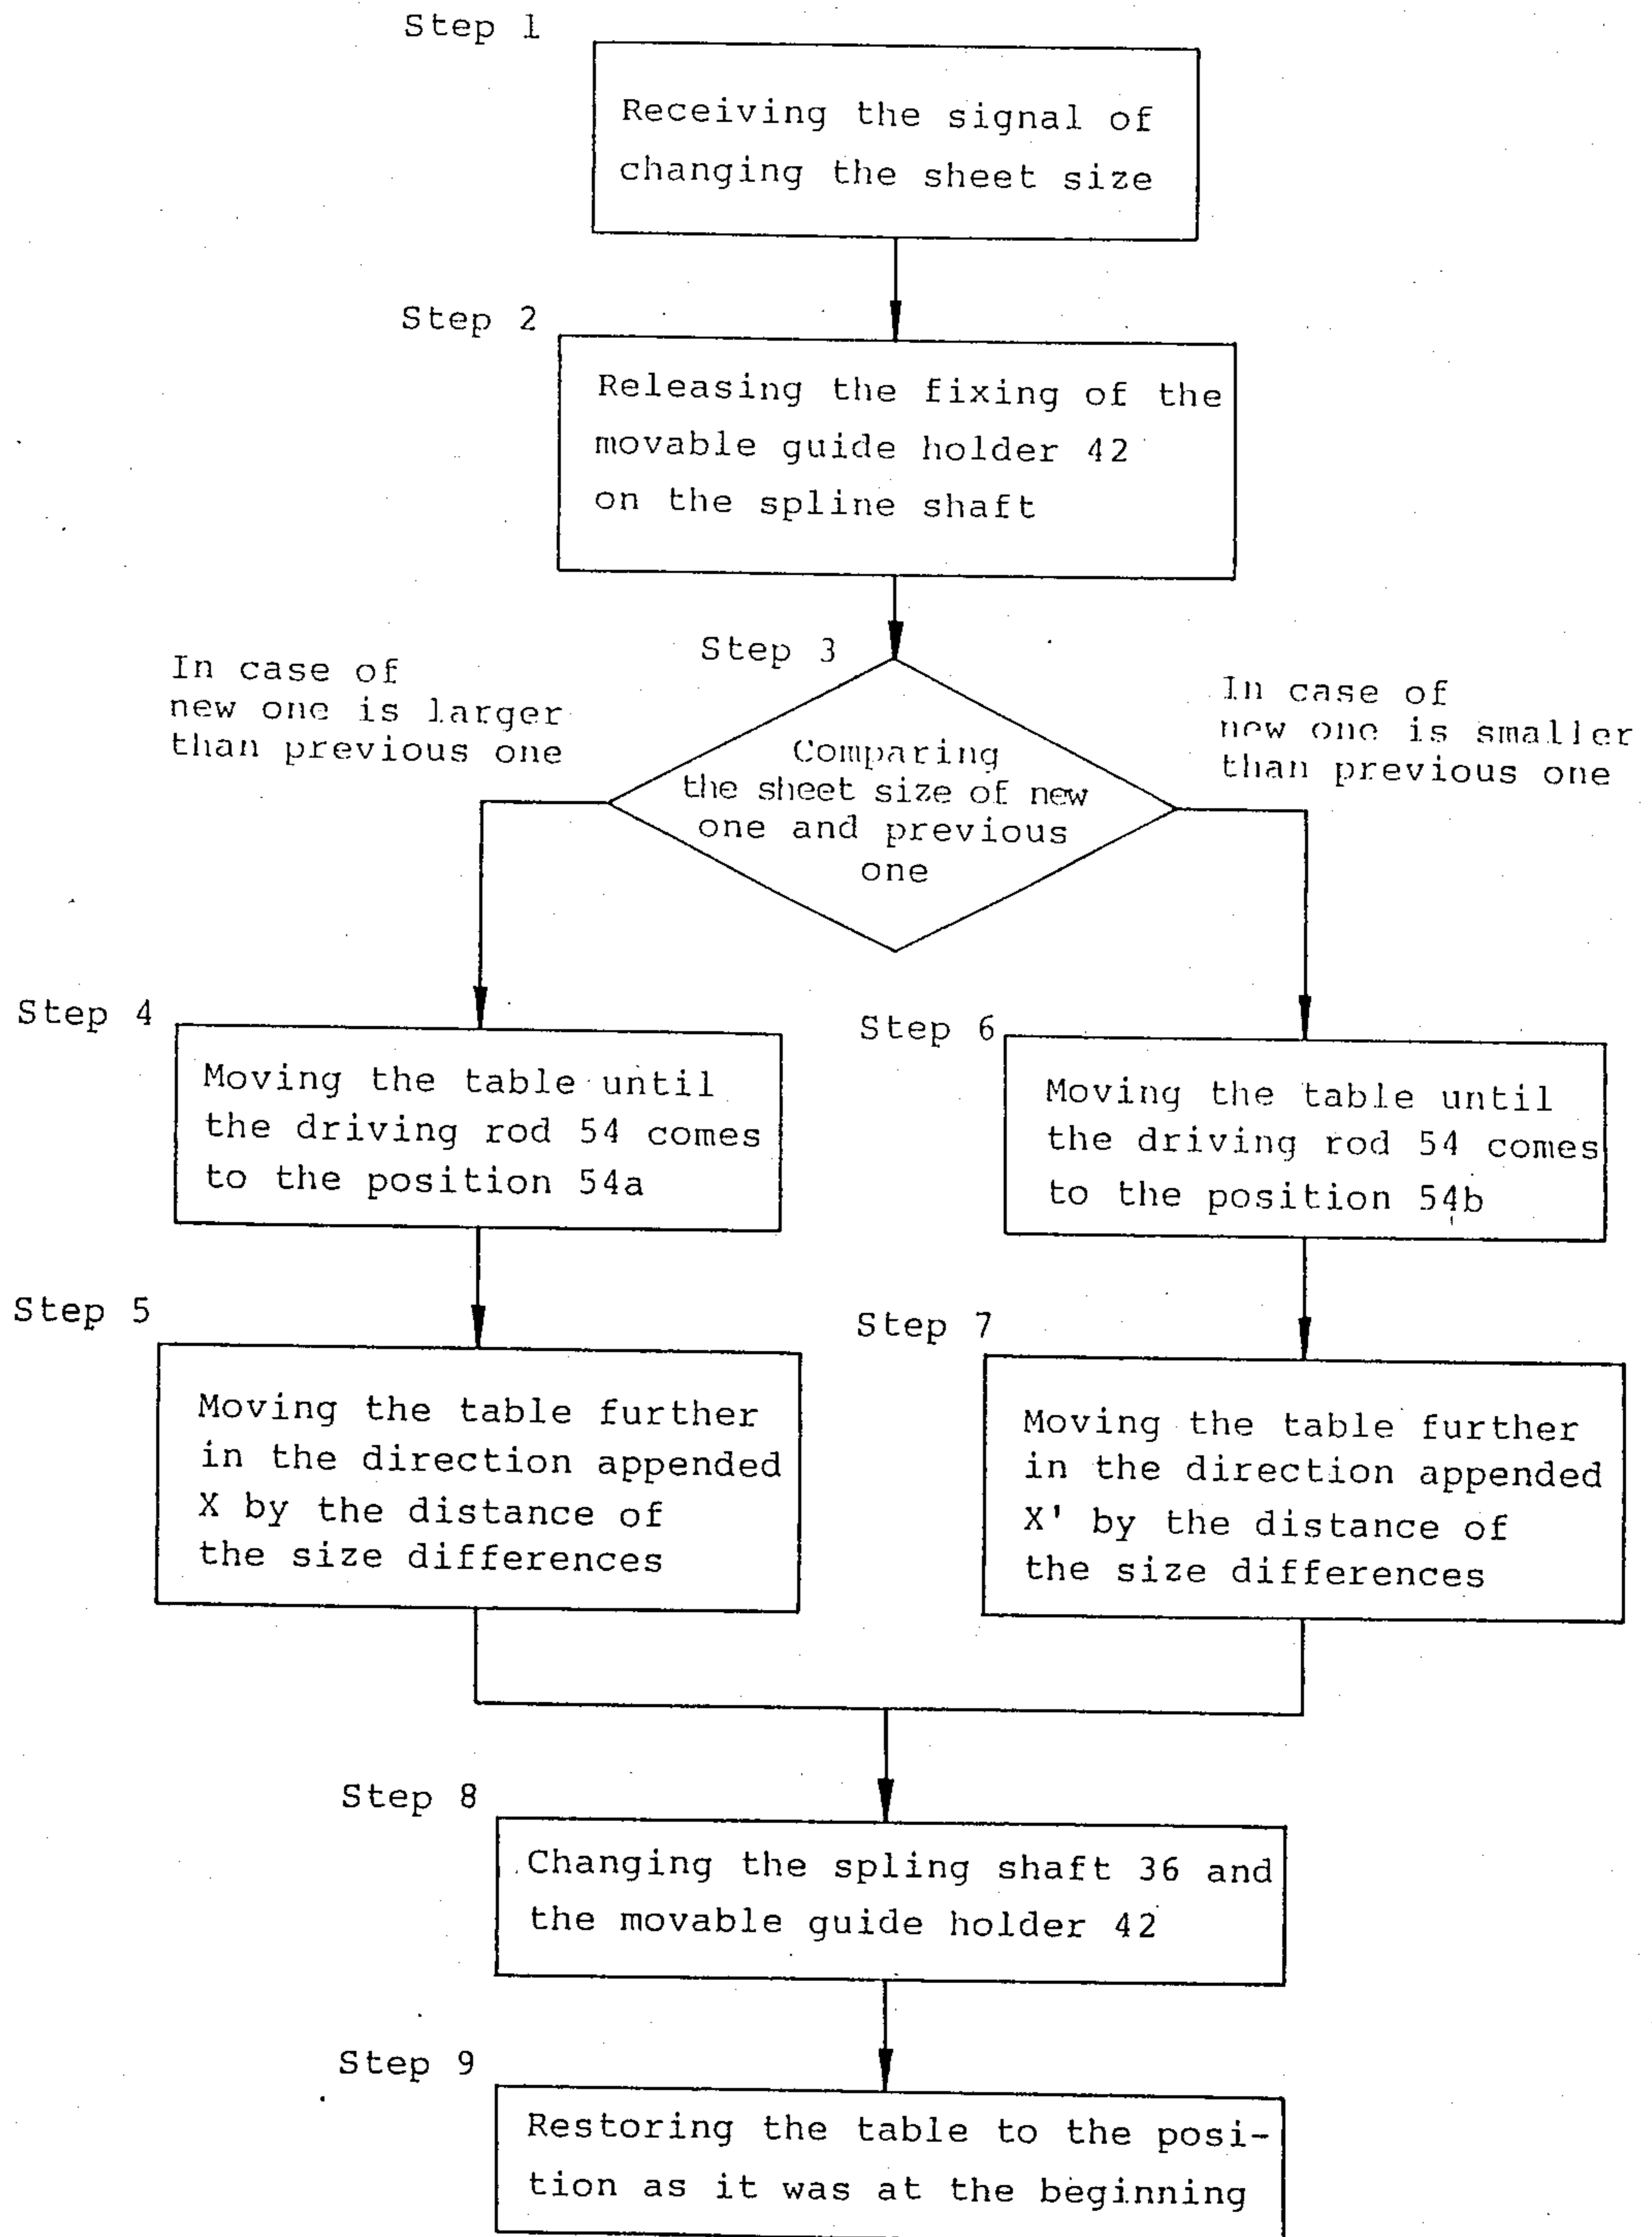 Step 1
Receiving the signal of
changing the sheet size
Step 2
Releasing the fixing of the
movable guide holder 42
on the spline shaft
Step 3
In case of
new one is larger
than previous one
Comparing
the sheet size of new
one and previous
one
In case of
new one is smaller
than previous one
Step 4
Moving the table until
the driving rod 54 comes
to the position 54a
Step 5
Moving the table further
in the direction appended
X by the distance of
the size differences
Step 6
Moving the table until
the driving rod 54 comes
to the position 54b
Step 7
Moving the table further
in the direction appended
X' by the distance of
the size differences
Step 8
Changing the spling shaft 36 and
the movable guide holder 42
Step 9
Restoring the table to the posi-
tion as it was at the beginning